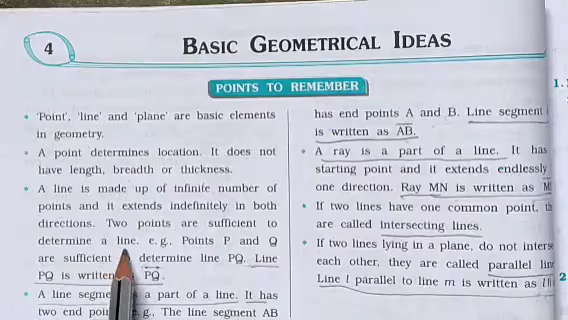 4
BASIC GEOMETRICAL IDEAS
POINTS TO REMEMBER
• 'Point', 'line' and 'plane' are basic elements
in geometry.
• A point determines location. It does not
have length, breadth or thickness.
• A line is made up of infinite number of
points and it extends indefinitely in both
directions. Two points are sufficient to
determine a line. e.g., Points P and Q
are sufficient determine line PQ. Line
PQ is written PQ.
• A line a part of a line. It has
two end g., The line segment AB
has end points A and B. Line segment
is written as AB.
• A ray is a part of a line. It has
starting point and it extends endlessly
one direction. Ray MN is written as
• If two lines have one common point,
are called intersecting lines.
• If two lines lying in a plane, do not
each other, they are called parallel
Line l parallel to line m is written as
1.
2